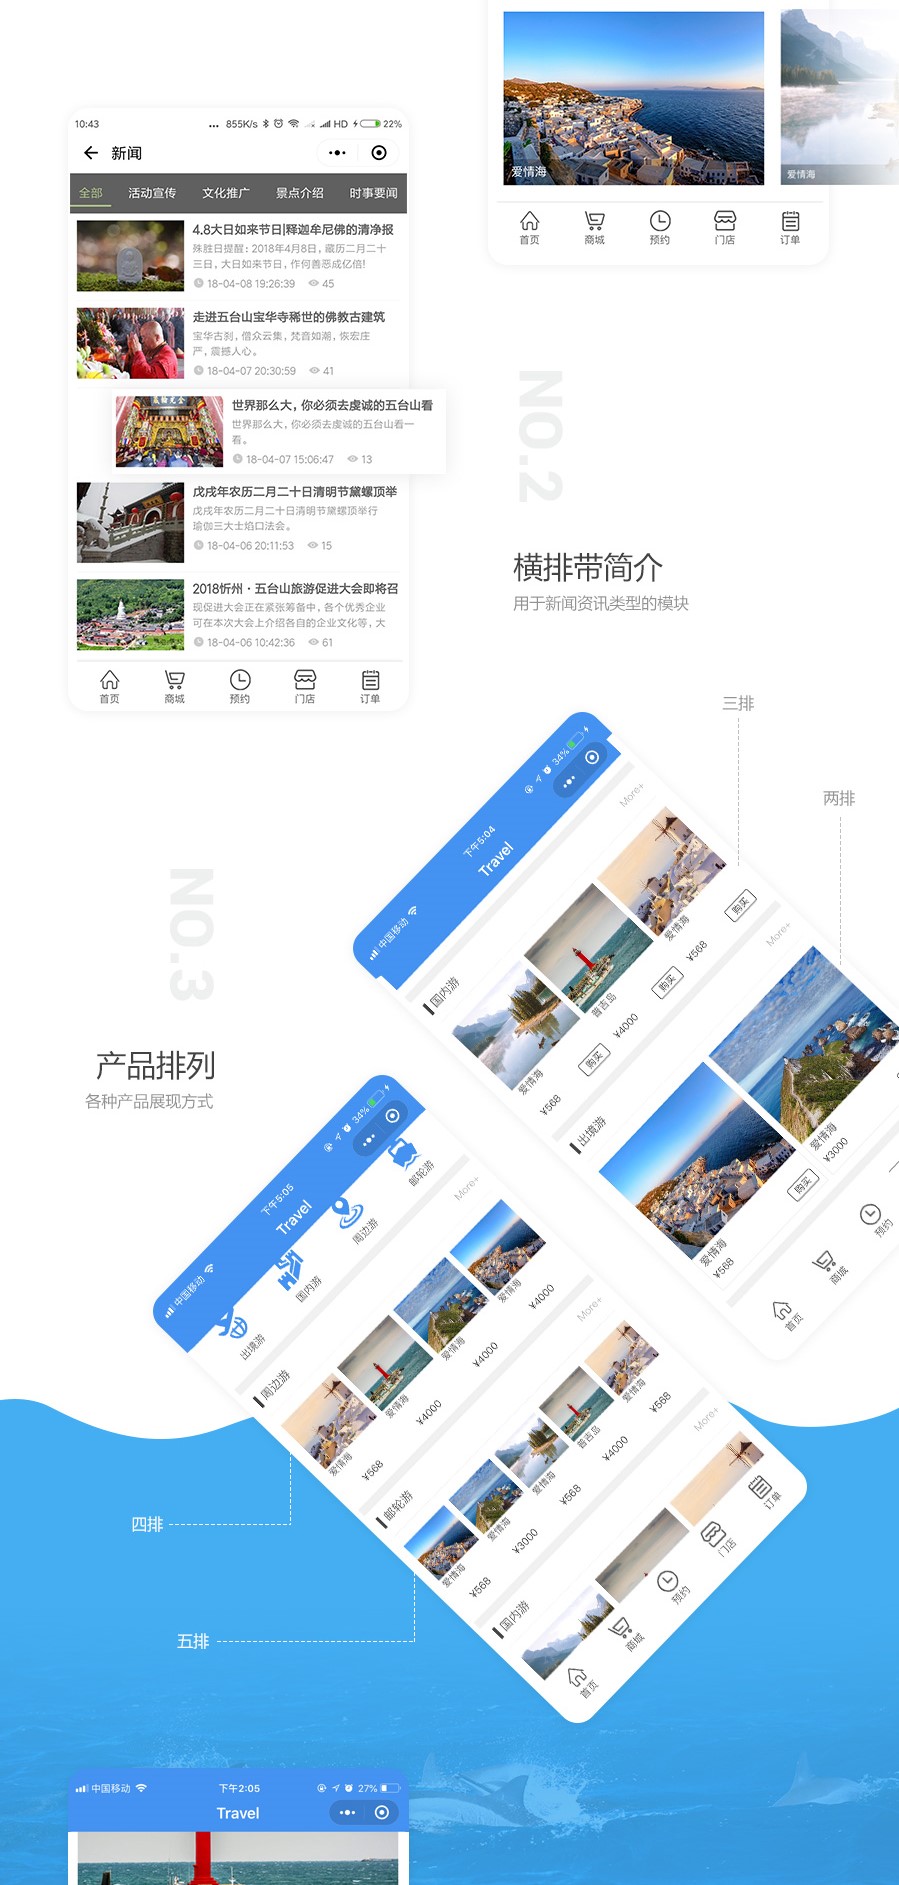 爱情海
爱情海
首页
商城
预约
门店
订单
10:43
855K/s
HD
22%
新闻
全部
活动宣传
文化推广
景点介绍
时事要闻
4.8大日如来节日|释迦牟尼佛的清净报
殊胜日提醒：2018年4月8日，藏历二月二十
三日，大日如来节日，作何善恶成亿倍!
18-04-08 19:26:39
45
走进五台山宝华寺稀世的佛教古建筑
宝华古刹，僧众云集，梵音如潮，恢宏庄
严，震撼人心。
18-04-07 20:30:59
41
世界那么大，你必须去虔诚的五台山看
世界那么大，你必须去虔诚的五台山看一
看。
18-04-07 15:06:47
13
戊戌年农历二月二十日清明节黛螺顶举
戊戌年农历二月二十日清明节黛螺顶举行
瑜伽三大士焰口法会。
18-04-06 20:11:53
15
2018忻州·五台山旅游促进大会即将召
现促进大会正在紧张筹备中，各个优秀企业
可在本次大会上介绍各自的企业文化等，大
18-04-06 10:42:36
61
首页
商城
预约
门店
订单
NO.2
横排带简介
用于新闻资讯类型的模块
三排
两排
中国移动
下午5:04
34%
Travel
More+
国内游
爱情海
¥568
购买
普吉岛
¥4000
购买
爱情海
¥568
购买
More+
出境游
爱情海
¥568
购买
爱情海
¥3000
首页
商城
预约
NO.3
产品排列
各种产品展现方式
中国移动
下午5:05
34%
Travel
出境游
国内游
周边游
邮轮游
More+
周边游
爱情海
¥568
爱情海
¥4000
爱情海
¥4000
爱情海
¥4000
More+
邮轮游
爱情海
¥568
爱情海
¥3000
爱情海
¥568
普吉岛
¥4000
爱情海
¥568
More+
国内游
首页
商城
预约
门店
订单
四排
五排
中国移动
下午2:05
27%
Travel